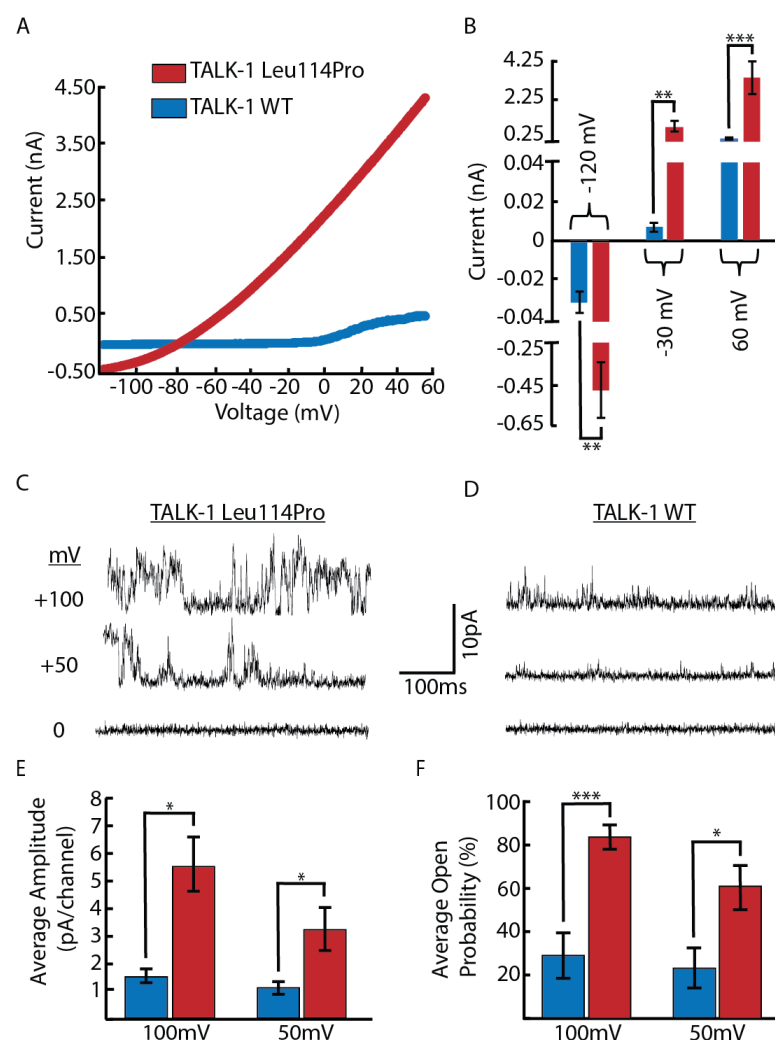 A
TALK-1 Leu114Pro
TALK-1 WT
Current (nA)
4.50
4.50
2.50
1.50
0.50
-0.50
-100 -80 -60 -40 -20 0 20 40 60
Voltage (mV)
B
Current (nA)
4.25
2.25
0.25
0.04
0.02
0
-0.02
-0.04
-0.25
-0.45
-0.65
-120 mV
-30 mV
60 mV
**
**
***
C
TALK-1 Leu114Pro
mV
+100
+50
0
10pA
100ms
D
TALK-1 WT
E
Average Amplitude
(pA/channel)
8
7
6
5
4
3
2
1
*
*
100mV 50mV
F
Average Open
Probability (%)
100
80
60
40
20
***
*
100mV 50mV